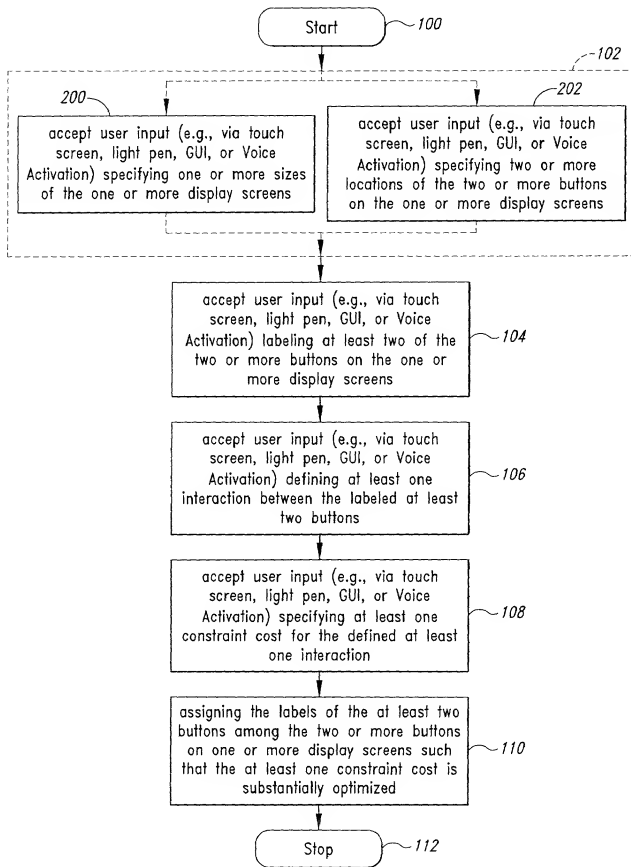 Start
100
102
200
202
accept user input (e.g., via touch
screen, light pen, GUI, or Voice
Activation) specifying one or more sizes
of the one or more display screens
accept user input (e.g., via touch
screen, light pen, GUI, or Voice
Activation) specifying two or more
locations of the two or more buttons
on the one or more display screens
accept user input (e.g., via touch
screen, light pen, GUI, or Voice
Activation) labeling at least two of the
two or more buttons on the one or
more display screens
104
accept user input (e.g., via touch
screen, light pen, GUI, or Voice
Activation) defining at least one
interaction between the labeled at least
two buttons
106
accept user input (e.g., via touch
screen, light pen, GUI, or Voice
Activation) specifying at least one
constraint cost for the defined at least
one interaction
108
assigning the labels of the at least two
buttons among the two or more buttons
on one or more display screens such
that the at least one constraint cost is
substantially optimized
110
Stop
112